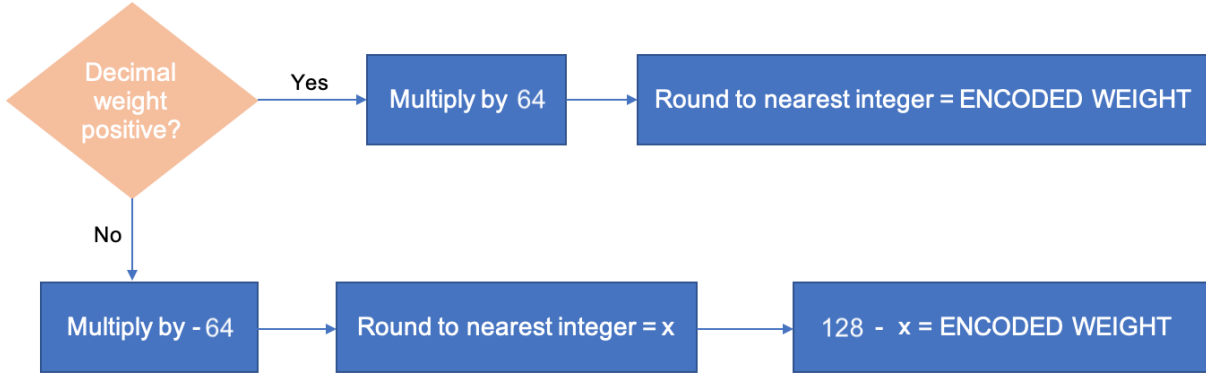 Decimal
weight
positive?
Yes
Multiply by 64
Round to nearest integer = ENCODED WEIGHT
No
Multiply by - 64
Round to nearest integer = x
128 - x = ENCODED WEIGHT